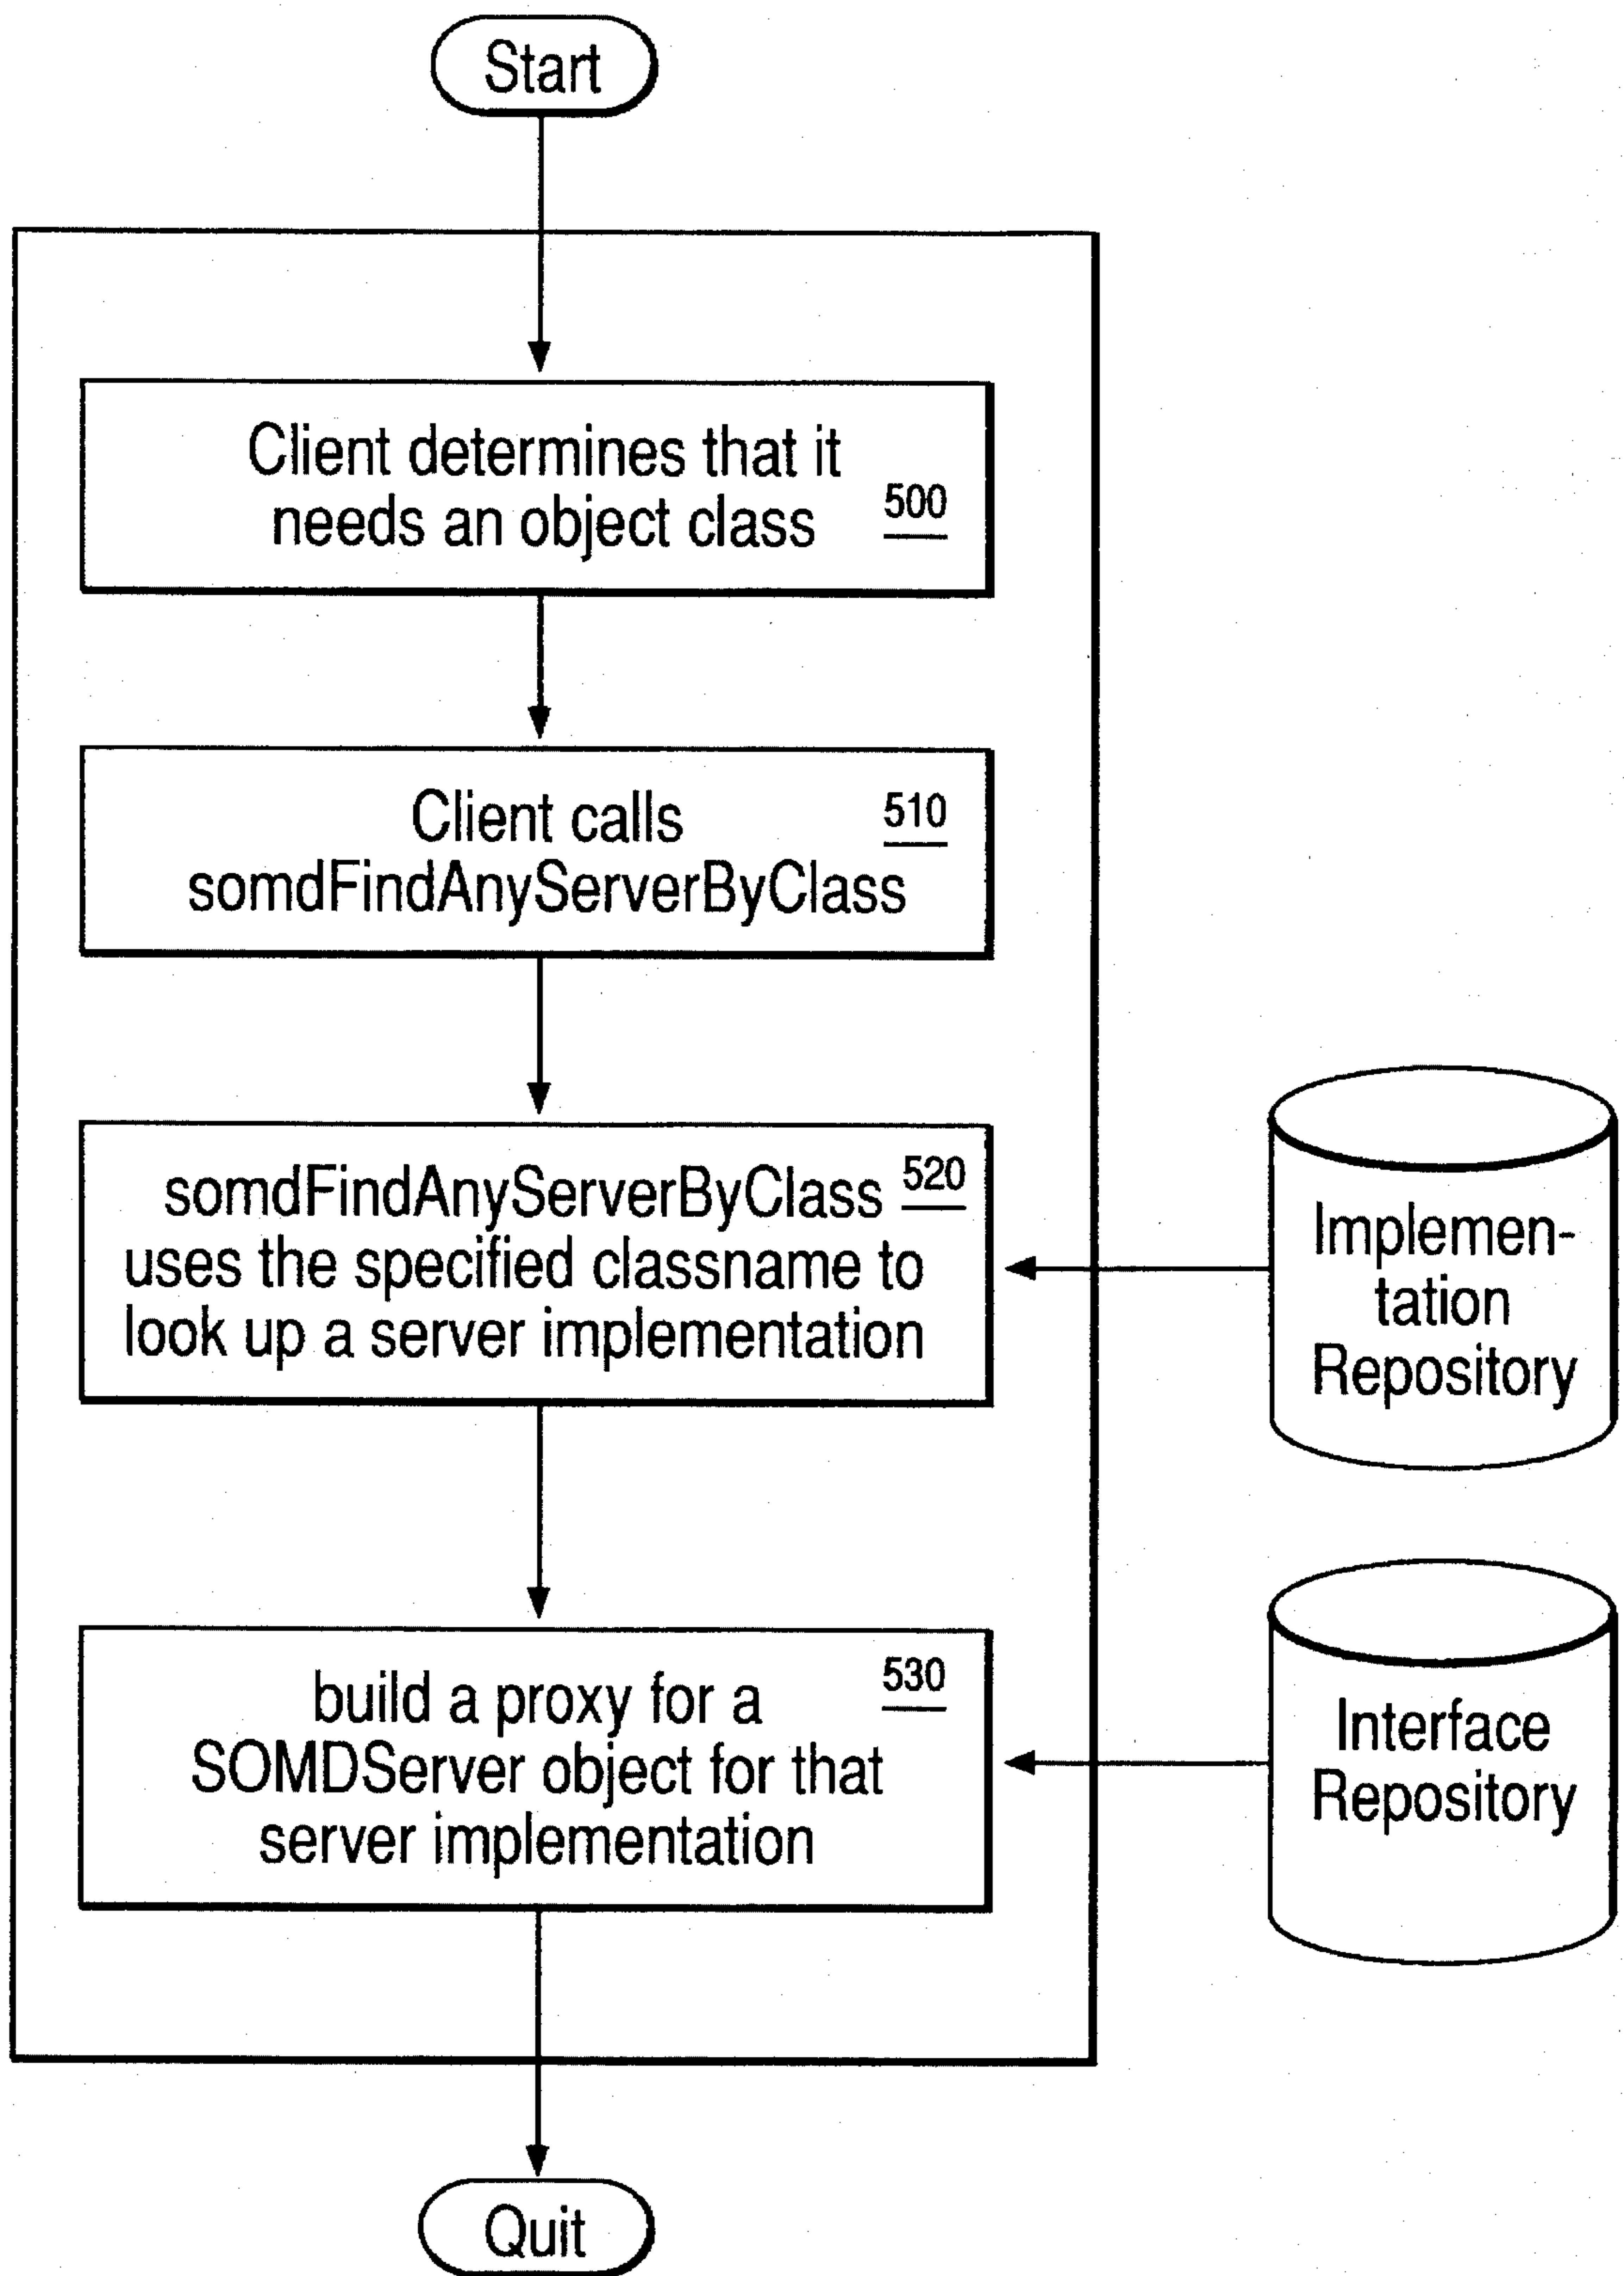 Start
Client determines that it
needs an object class
500
Client calls
510
somdFindAnyServerByClass
somdFindAnyServerByClass 520
uses the specified classname to
look up a server implementation
Implemen-
tation
Repository
build a proxy for a
530
SOMDServer object for that
server implementation
Interface
Repository
Quit